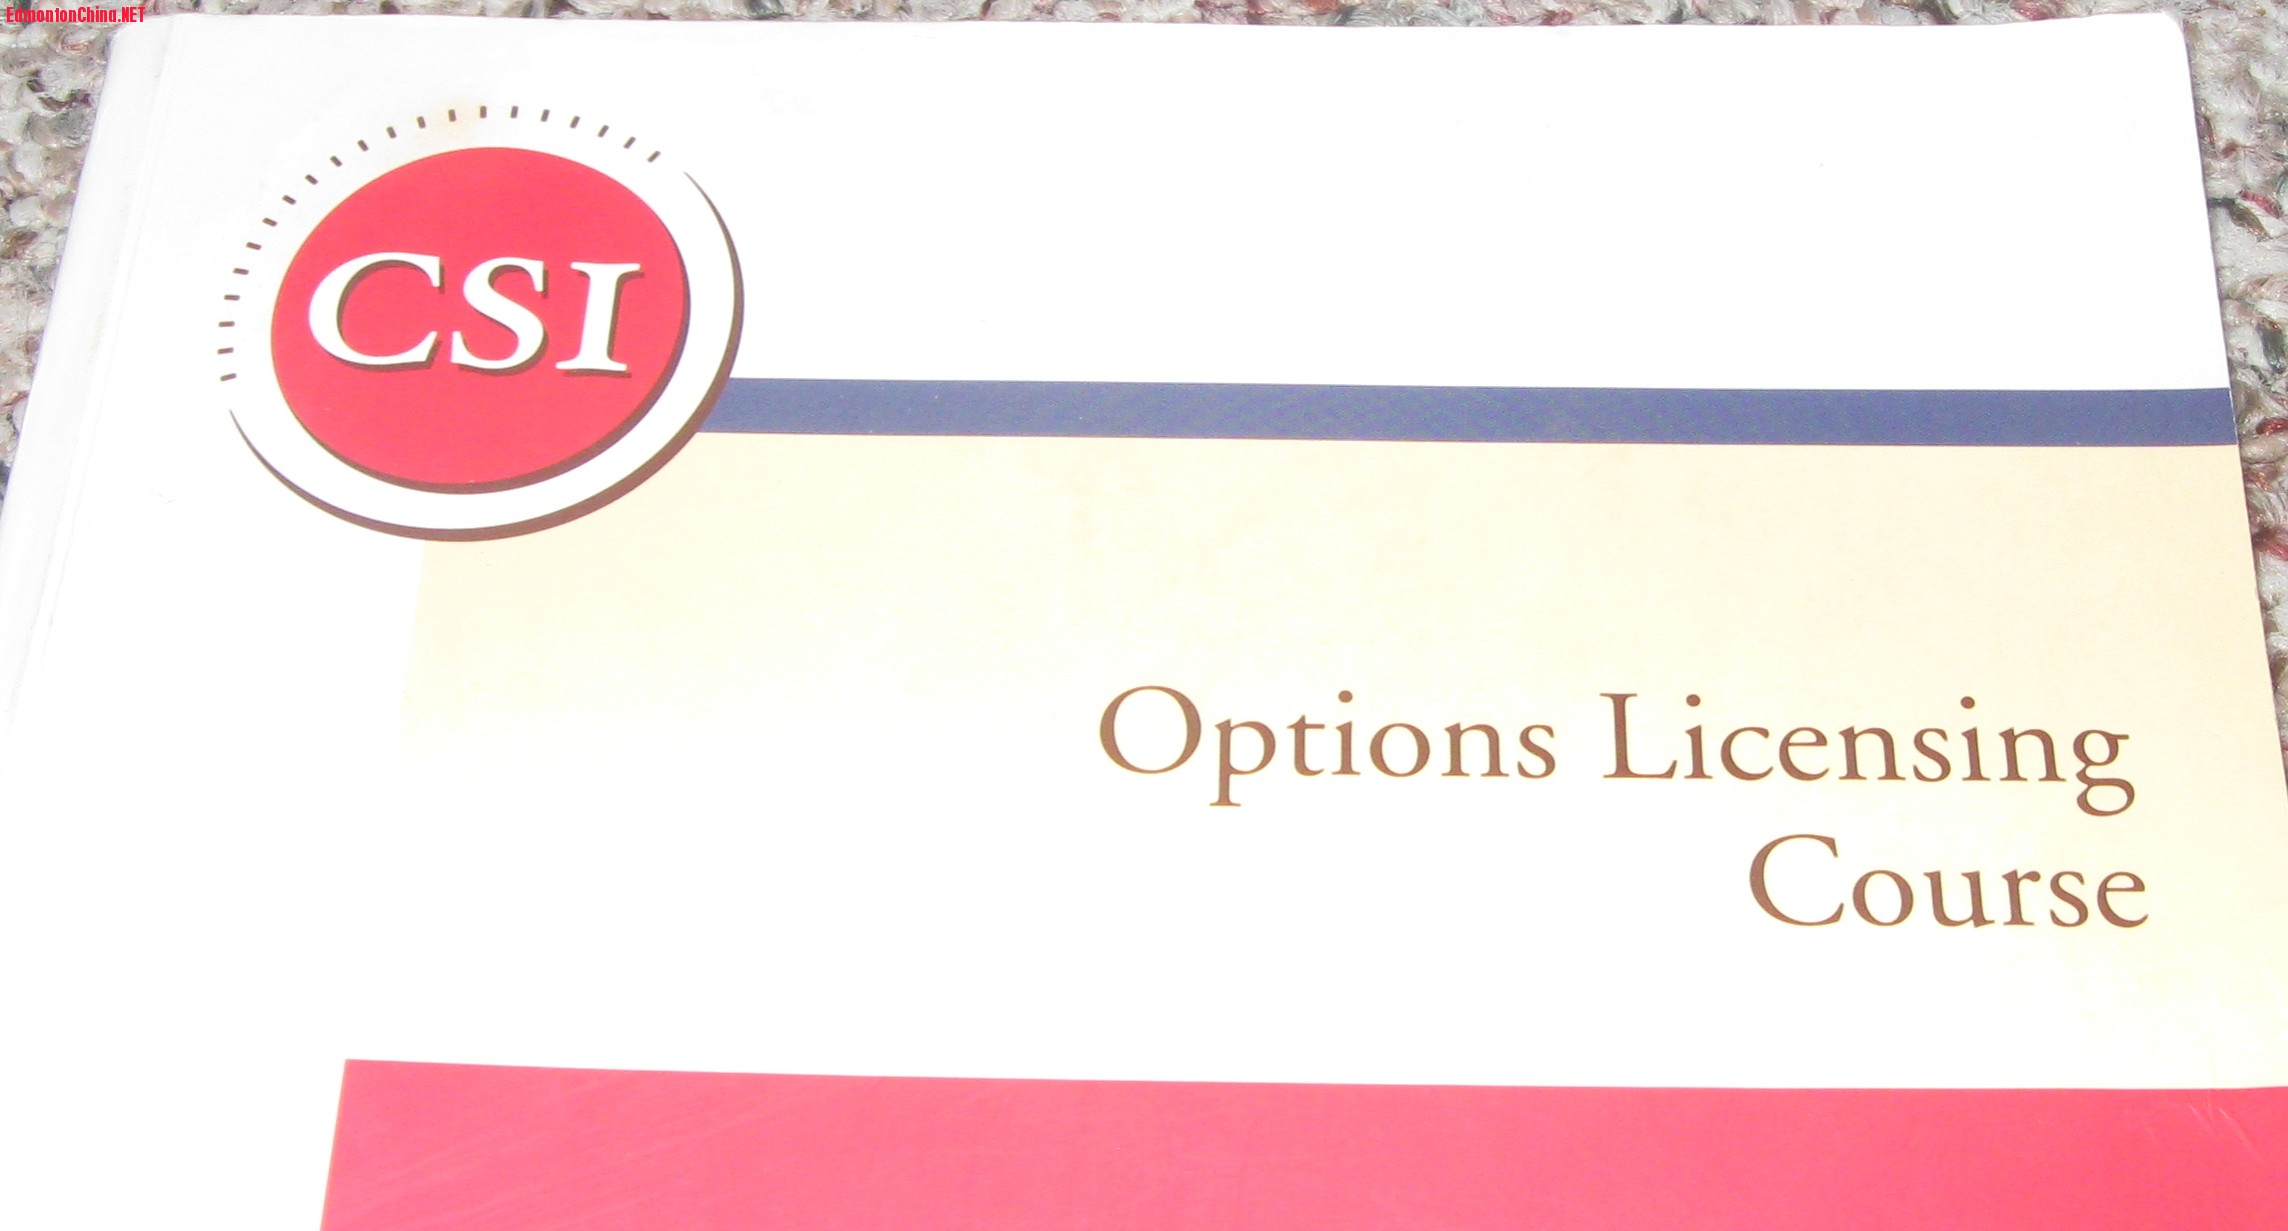 EdmontonChina.NET
CSI
Options Licensing
Course